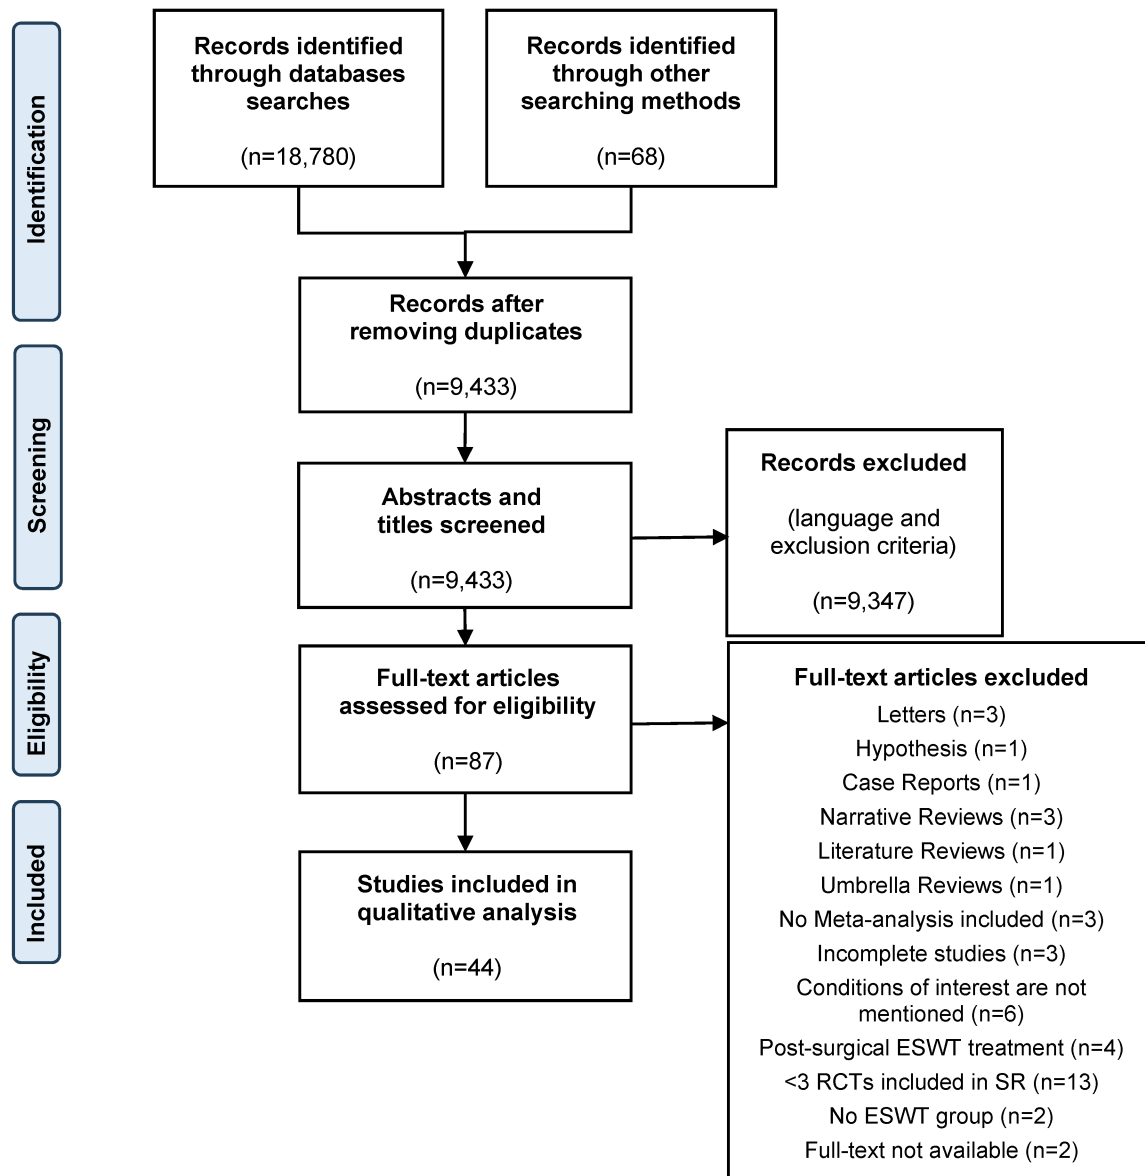 Identification
Records identified
through databases
searches
(n=18,780)
Records identified
through other
searching methods
(n=68)
Records after
removing duplicates
(n=9,433)
Screening
Abstracts and
titles screened
(n=9,433)
Records excluded
(language and
exclusion criteria)
(n=9,347)
Eligibility
Full-text articles
assessed for eligibility
(n=87)
Full-text articles excluded
Letters (n=3)
Hypothesis (n=1)
Case Reports (n=1)
Narrative Reviews (n=3)
Literature Reviews (n=1)
Umbrella Reviews (n=1)
No Meta-analysis included (n=3)
Incomplete studies (n=3)
Conditions of interest are not
mentioned (n=6)
Post-surgical ESWT treatment (n=4)
<3 RCTs included in SR (n=13)
No ESWT group (n=2)
Full-text not available (n=2)
Included
Studies included in
qualitative analysis
(n=44)